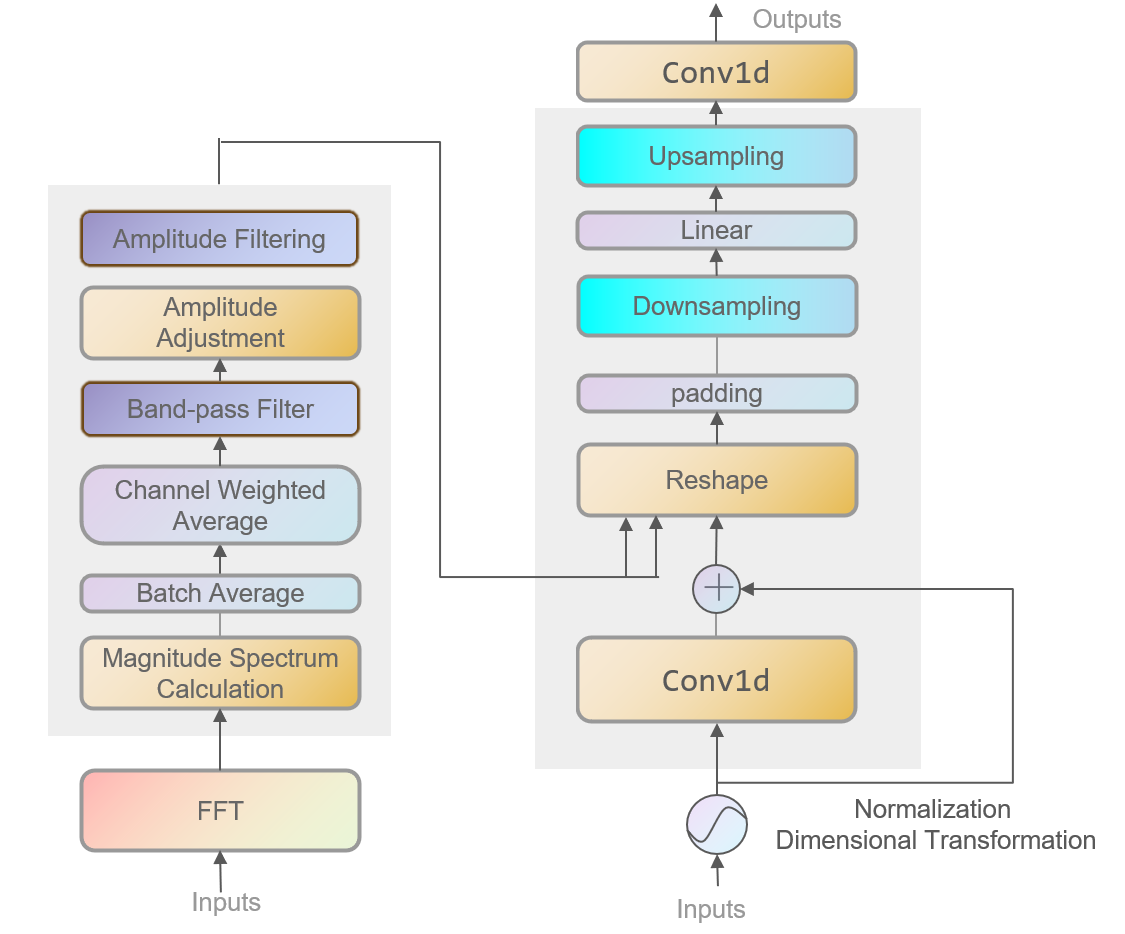 Outputs
Conv1d
Upsampling
Linear
Downsampling
padding
Reshape
Conv1d
Normalization
Dimensional Transformation
Inputs
Amplitude Filtering
Amplitude
Adjustment
Band-pass Filter
Channel Weighted
Average
Batch Average
Magnitude Spectrum
Calculation
FFT
Inputs